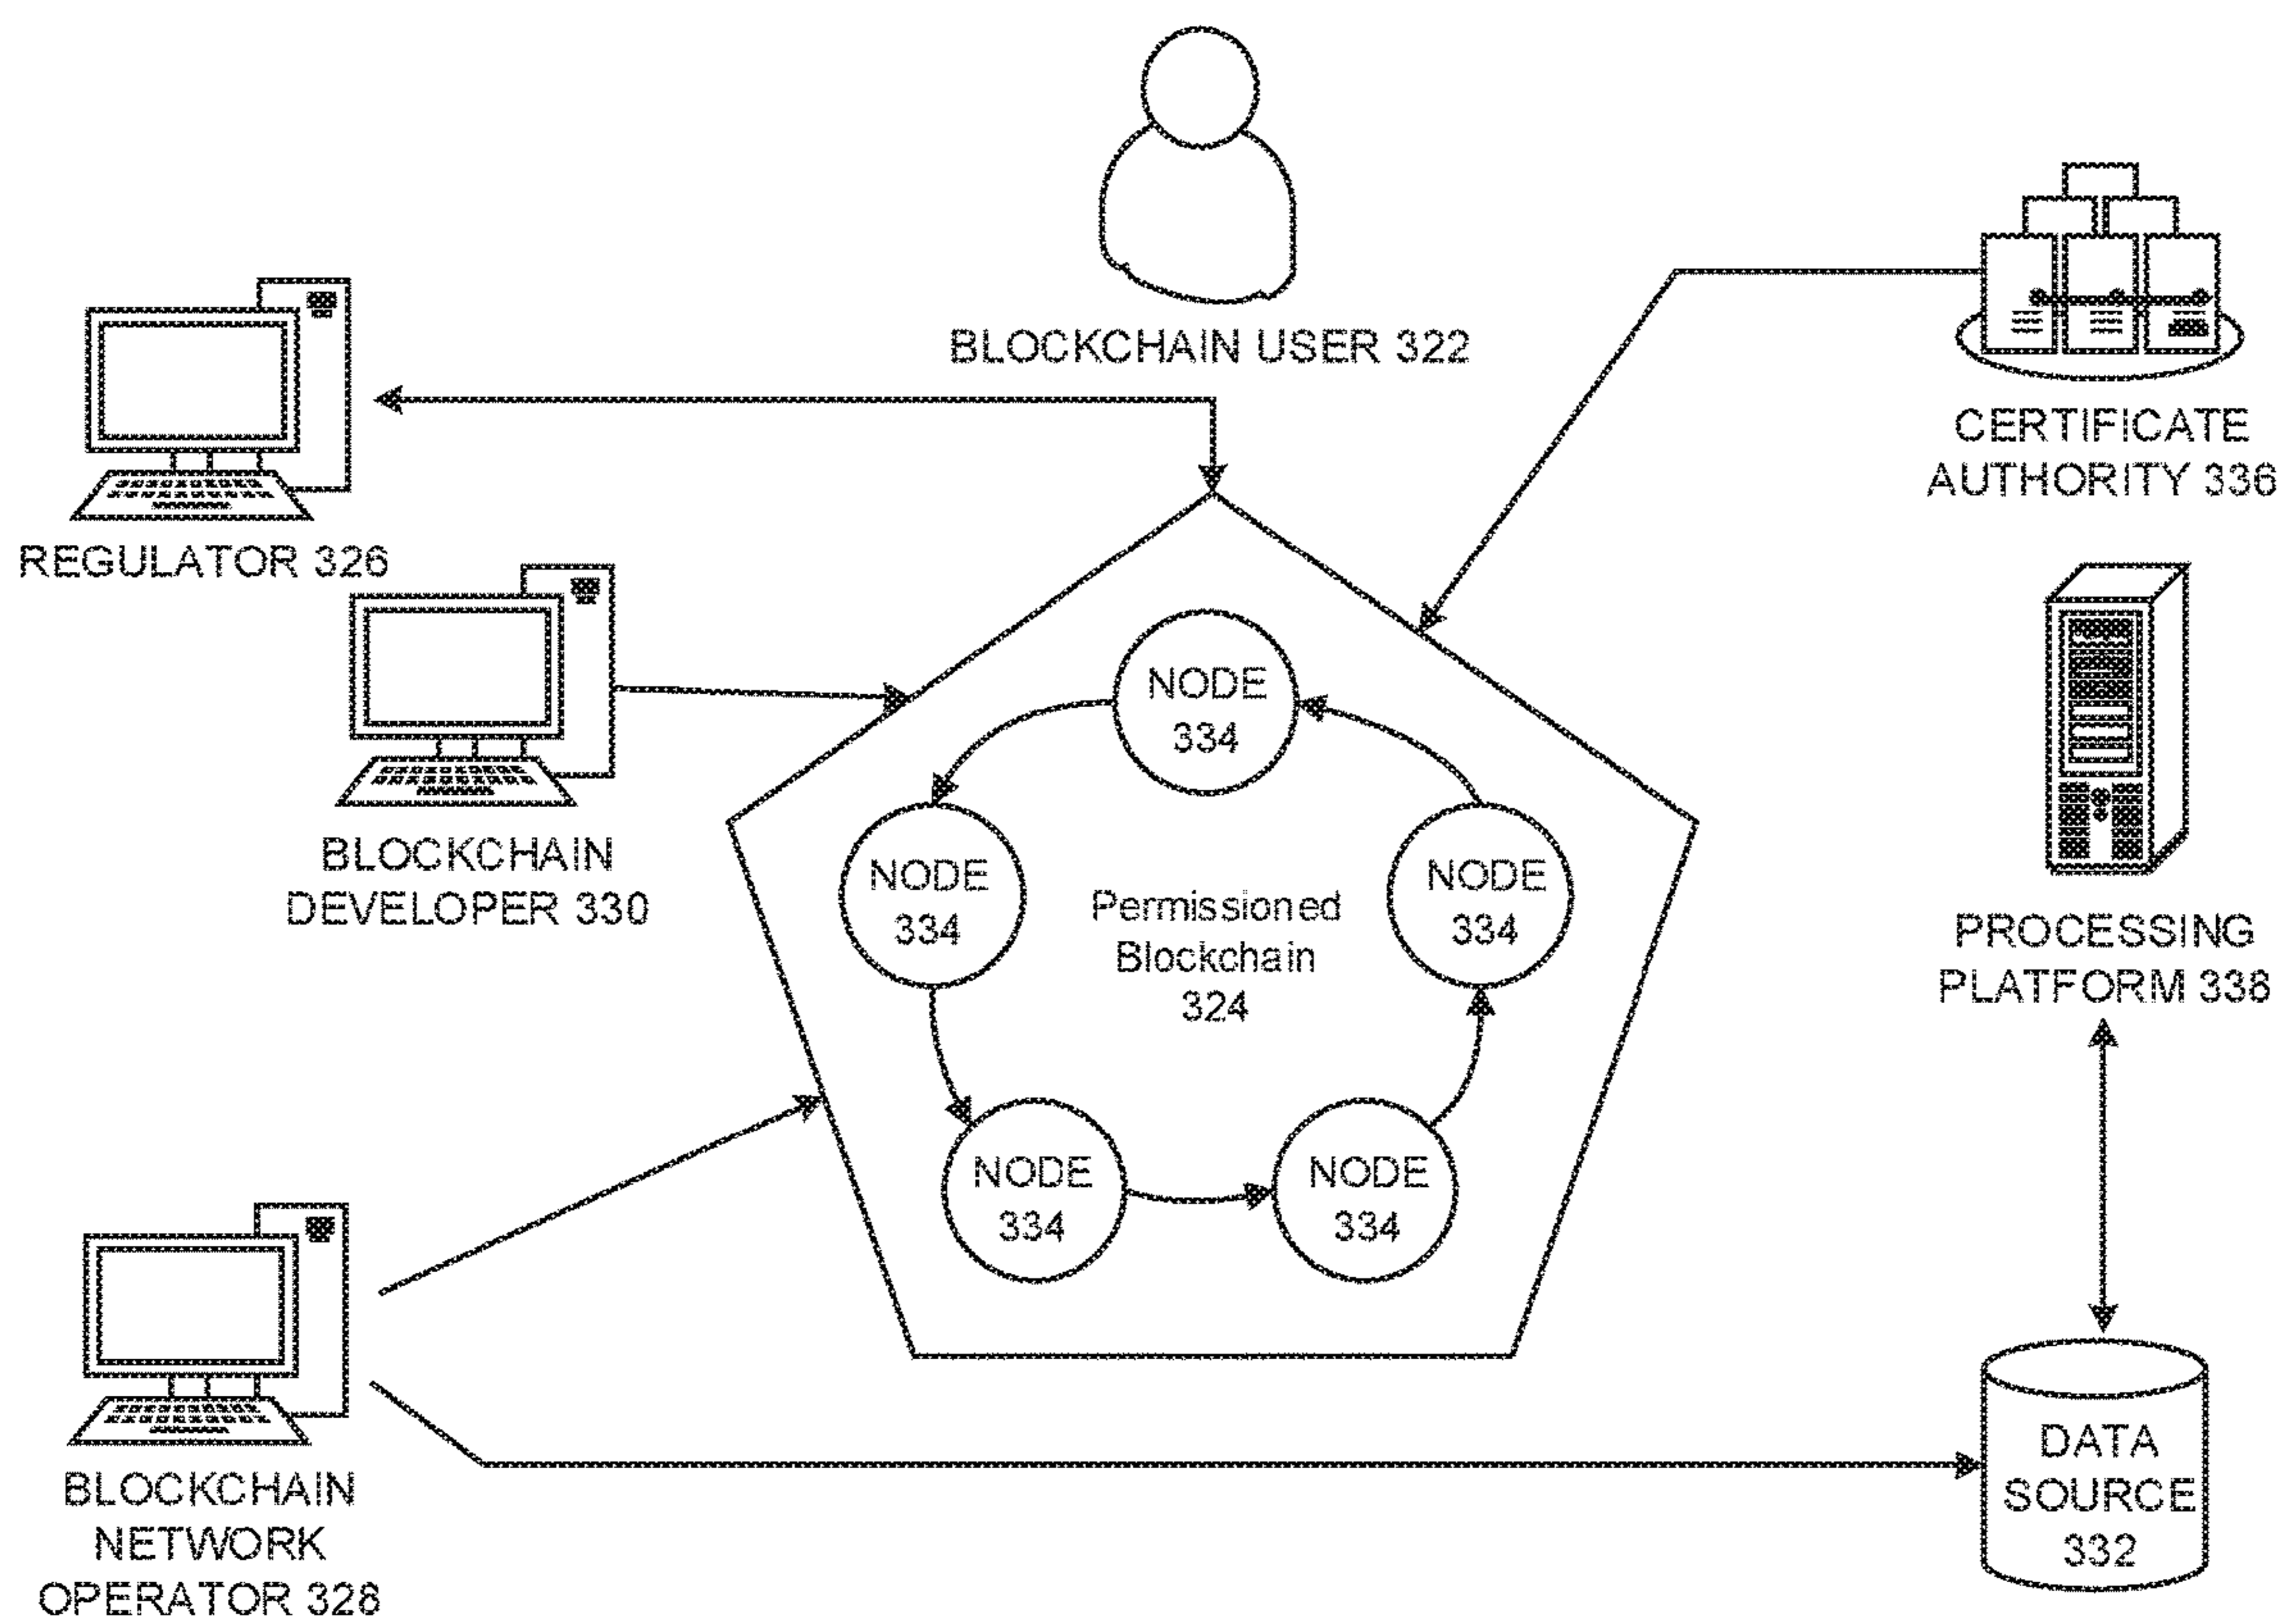 BLOCKCHAIN USER 322
CERTIFICATE
AUTHORITY 336
REGULATOR 326
BLOCKCHAIN
DEVELOPER 330
NODE
334
NODE
334
Permissioned
Blockchain
324
NODE
334
NODE
334
NODE
334
PROCESSING
PLATFORM 338
BLOCKCHAIN
NETWORK
OPERATOR 328
DATA
SOURCE
332